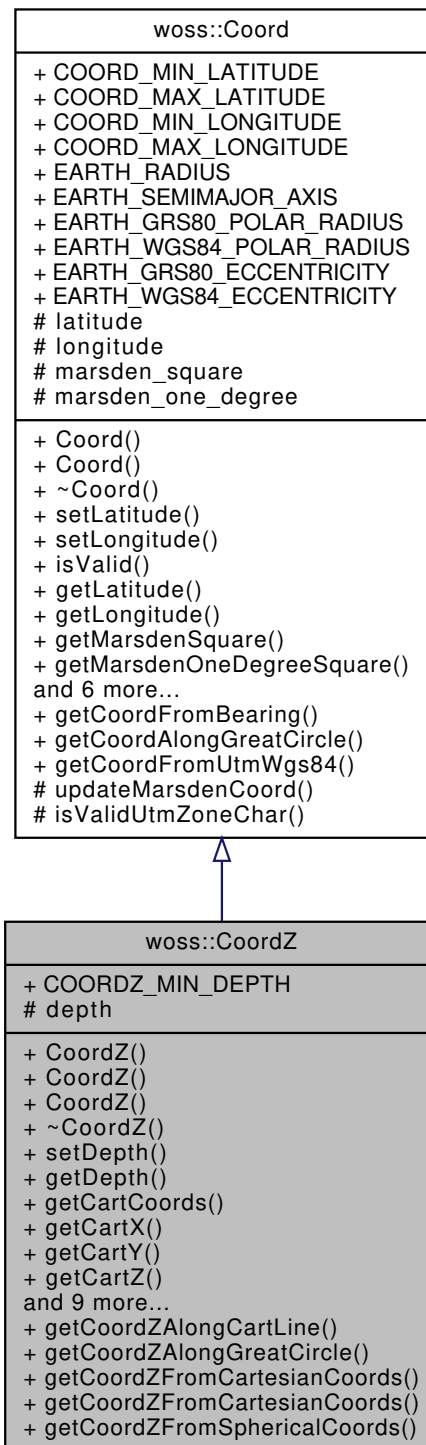 woss::Coord
+ COORD_MIN_LATITUDE
+ COORD_MAX_LATITUDE
+ COORD_MIN_LONGITUDE
+ COORD_MAX_LONGITUDE
+ EARTH_RADIUS
+ EARTH_SEMIMAJOR_AXIS
+ EARTH_GRS80_POLAR_RADIUS
+ EARTH_WGS84_POLAR_RADIUS
+ EARTH_GRS80_ECCENTRICITY
+ EARTH_WGS84_ECCENTRICITY
# latitude
# longitude
# marsden_square
# marsden_one_degree
+ Coord()
+ Coord()
+ ~Coord()
+ setLatitude()
+ setLongitude()
+ isValid()
+ getLatitude()
+ getLongitude()
+ getMarsdenSquare()
+ getMarsdenOneDegreeSquare()
and 6 more...
+ getCoordFromBearing()
+ getCoordAlongGreatCircle()
+ getCoordFromUtmWgs84()
# updateMarsdenCoord()
# isValidUtmZoneChar()
woss::CoordZ
+ COORDZ_MIN_DEPTH
# depth
+ CoordZ()
+ CoordZ()
+ CoordZ()
+ ~CoordZ()
+ setDepth()
+ getDepth()
+ getCartCoords()
+ getCartX()
+ getCartY()
+ getCartZ()
and 9 more...
+ getCoordZAlongCartLine()
+ getCoordZAlongGreatCircle()
+ getCoordZFromCartesianCoords()
+ getCoordZFromCartesianCoords()
+ getCoordZFromSphericalCoords()